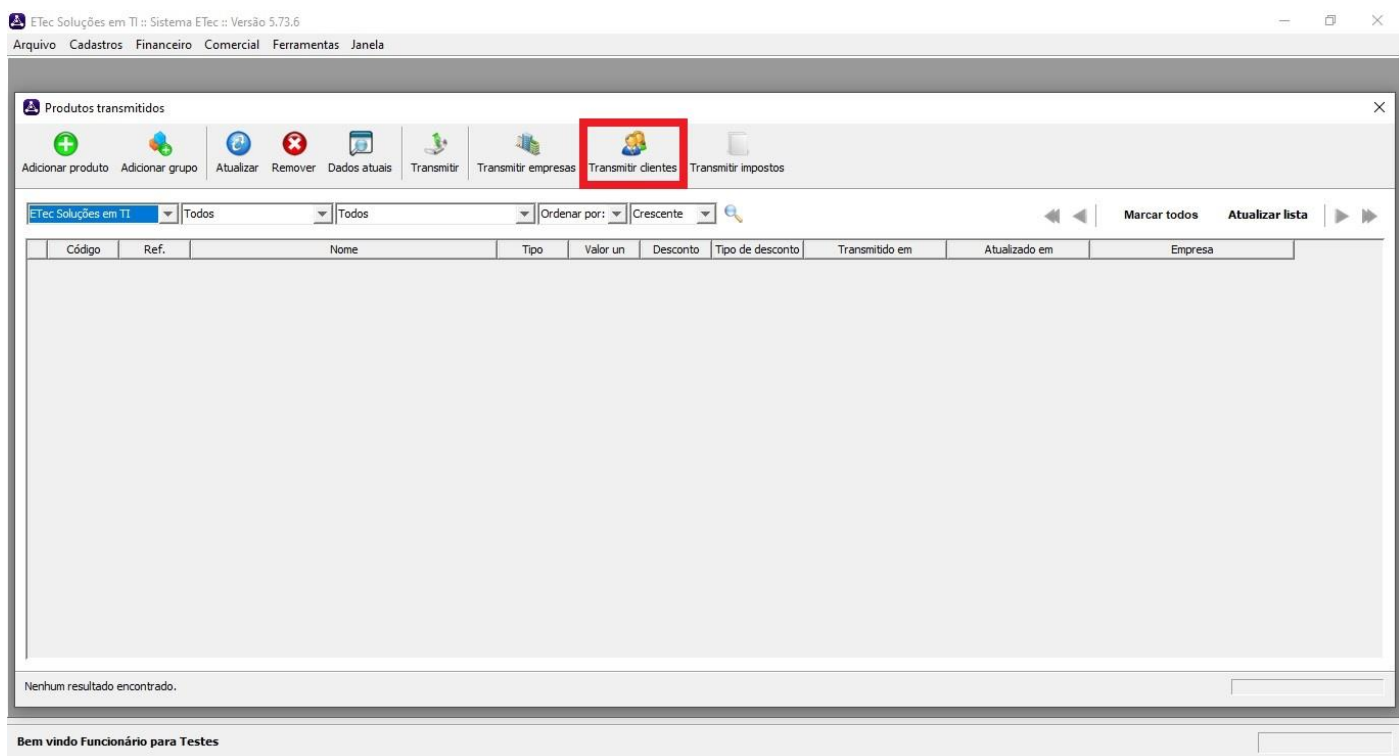 ETec Soluções em TI :: Sistema ETec :: Versão 5.73.6
Arquivo Cadastros Financeiro Comercial Ferramentas Janela
Produtos transmitidos
Adicionar produto Adicionar grupo Atualizar Remover Dados atuais Transmitir Transmitir empresas Transmitir clientes Transmitir impostos
ETec Soluções em TI Todos Todos Ordenar por: Crescente Marcar todos Atualizar lista
Código Ref. Nome Tipo Valor un Desconto Tipo de desconto Transmitido em Atualizado em Empresa
Nenhum resultado encontrado.
Bem vindo Funcionário para Testes